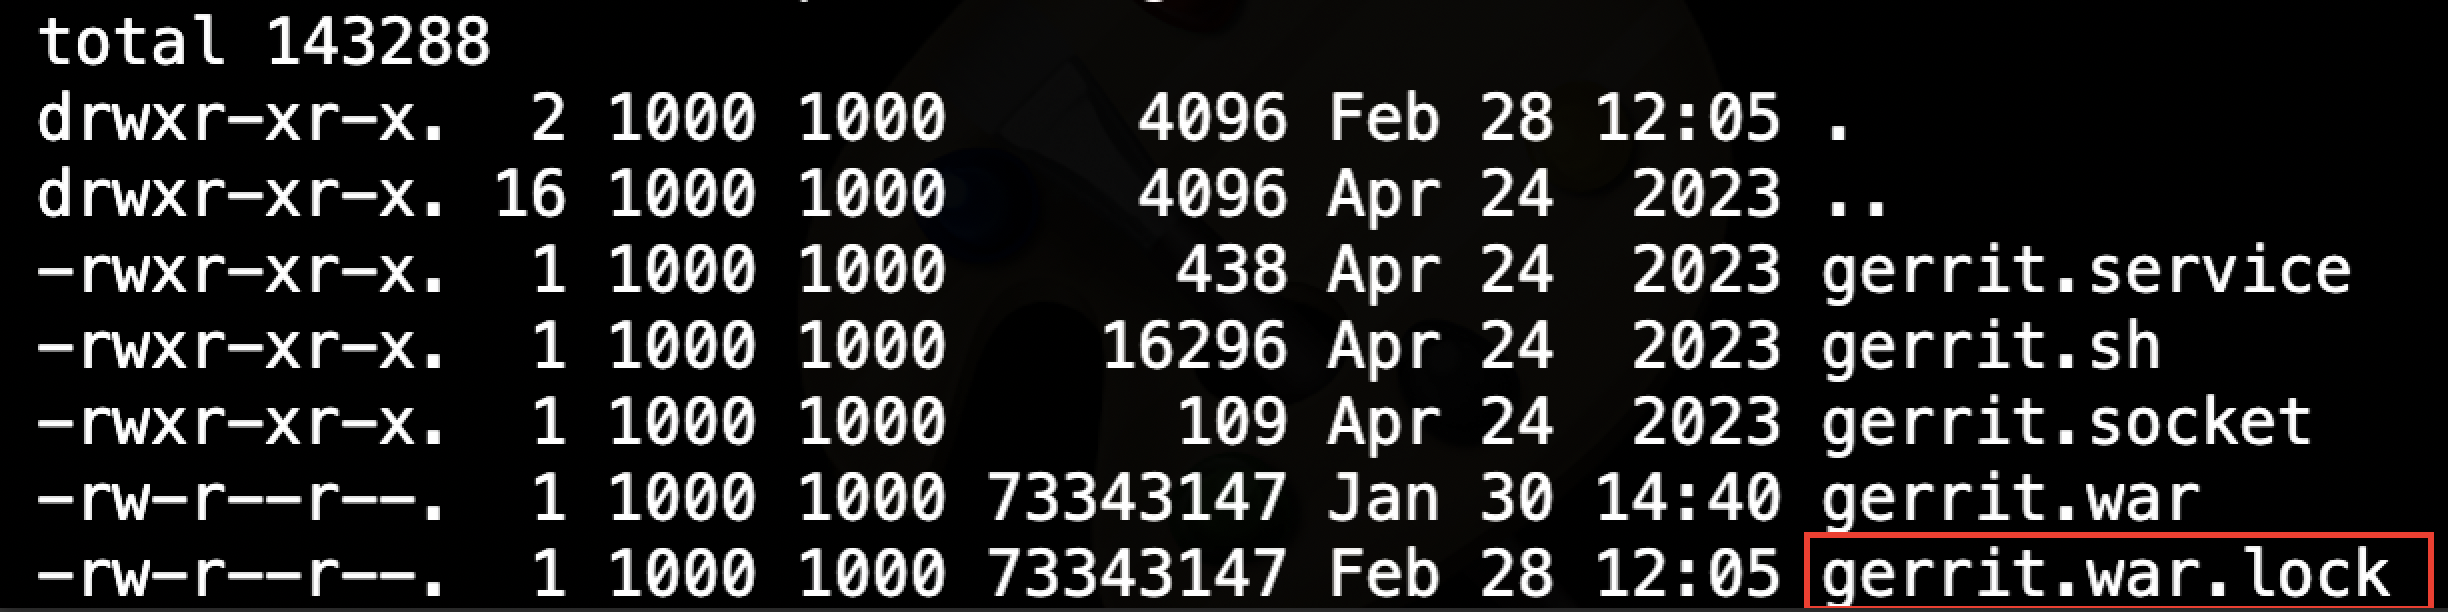 total 143288
drwxr-xr-x.  2 1000 1000     4096 Feb 28 12:05 .
drwxr-xr-x. 16 1000 1000     4096 Apr 24  2023 ..
-rwxr-xr-x.  1 1000 1000      438 Apr 24  2023 gerrit.service
-rwxr-xr-x.  1 1000 1000    16296 Apr 24  2023 gerrit.sh
-rwxr-xr-x.  1 1000 1000      109 Apr 24  2023 gerrit.socket
-rw-r--r--.  1 1000 1000 73343147 Jan 30 14:40 gerrit.war
-rw-r--r--.  1 1000 1000 73343147 Feb 28 12:05 gerrit.war.lock